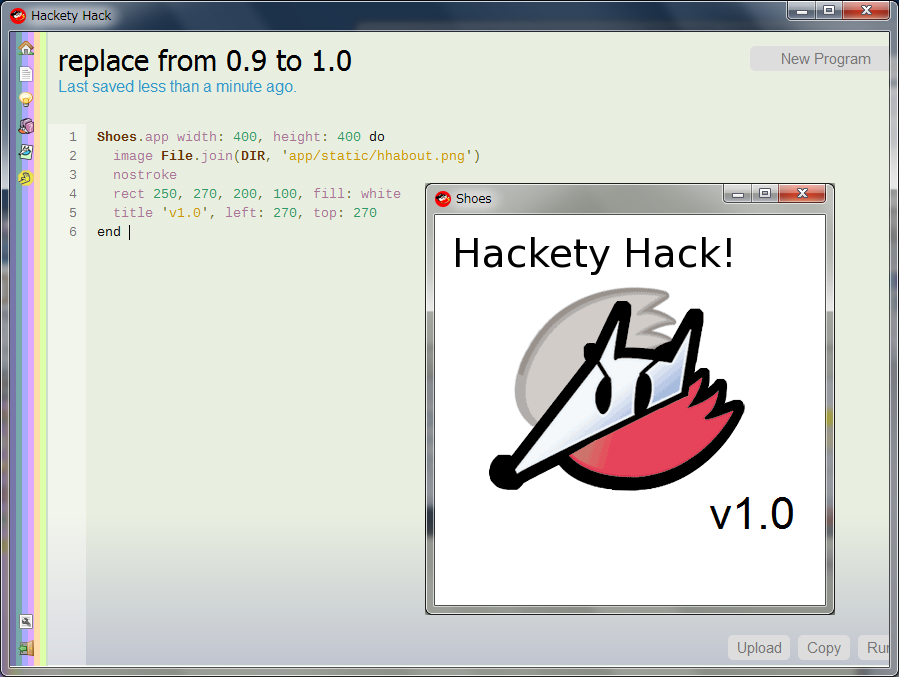 Hackety Hack
replace from 0.9 to 1.0
Last saved less than a minute ago.
New Program
1 Shoes.app width: 400, height: 400 do
2   image File.join(DIR, 'app/static/hhabout.png')
3   nostroke
4   rect 250, 270, 200, 100, fill: white
5   title 'v1.0', left: 270, top: 270
6 end
Shoes
Hackety Hack!
v1.0
Upload
Copy
Run